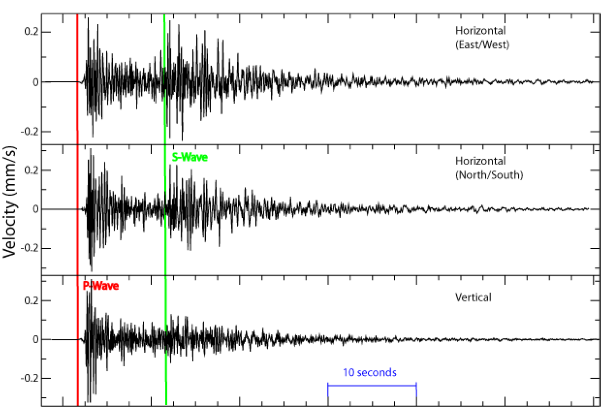 0.2
0
-0.2
Horizontal
(East/West)
S-Wave
0.2
0
-0.2
Horizontal
(North/South)
Velocity (mm/s)
P-Wave
0.2
0
-0.2
Vertical
10 seconds